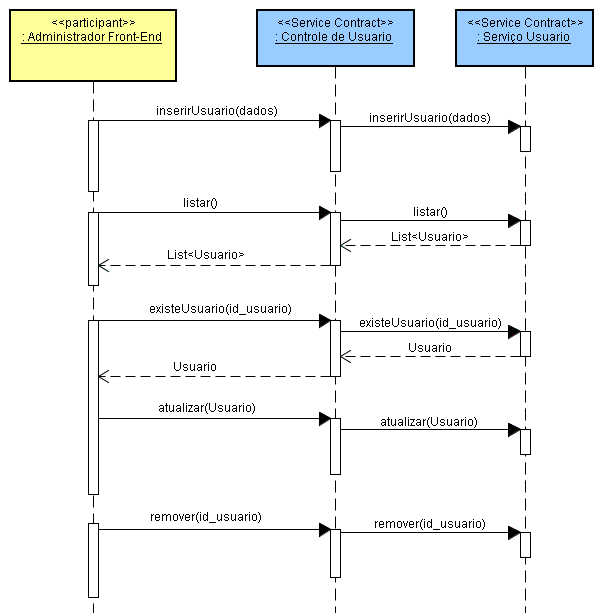 <<participant>>
: Administrador Front-End
<<Service Contract>>
: Controle de Usuario
<<Service Contract>>
: Serviço Usuario
inserirUsuario(dados)
inserirUsuario(dados)
listar()
listar()
List<Usuario>
List<Usuario>
existeUsuario(id_usuario)
existeUsuario(id_usuario)
Usuario
Usuario
atualizar(Usuario)
atualizar(Usuario)
remover(id_usuario)
remover(id_usuario)